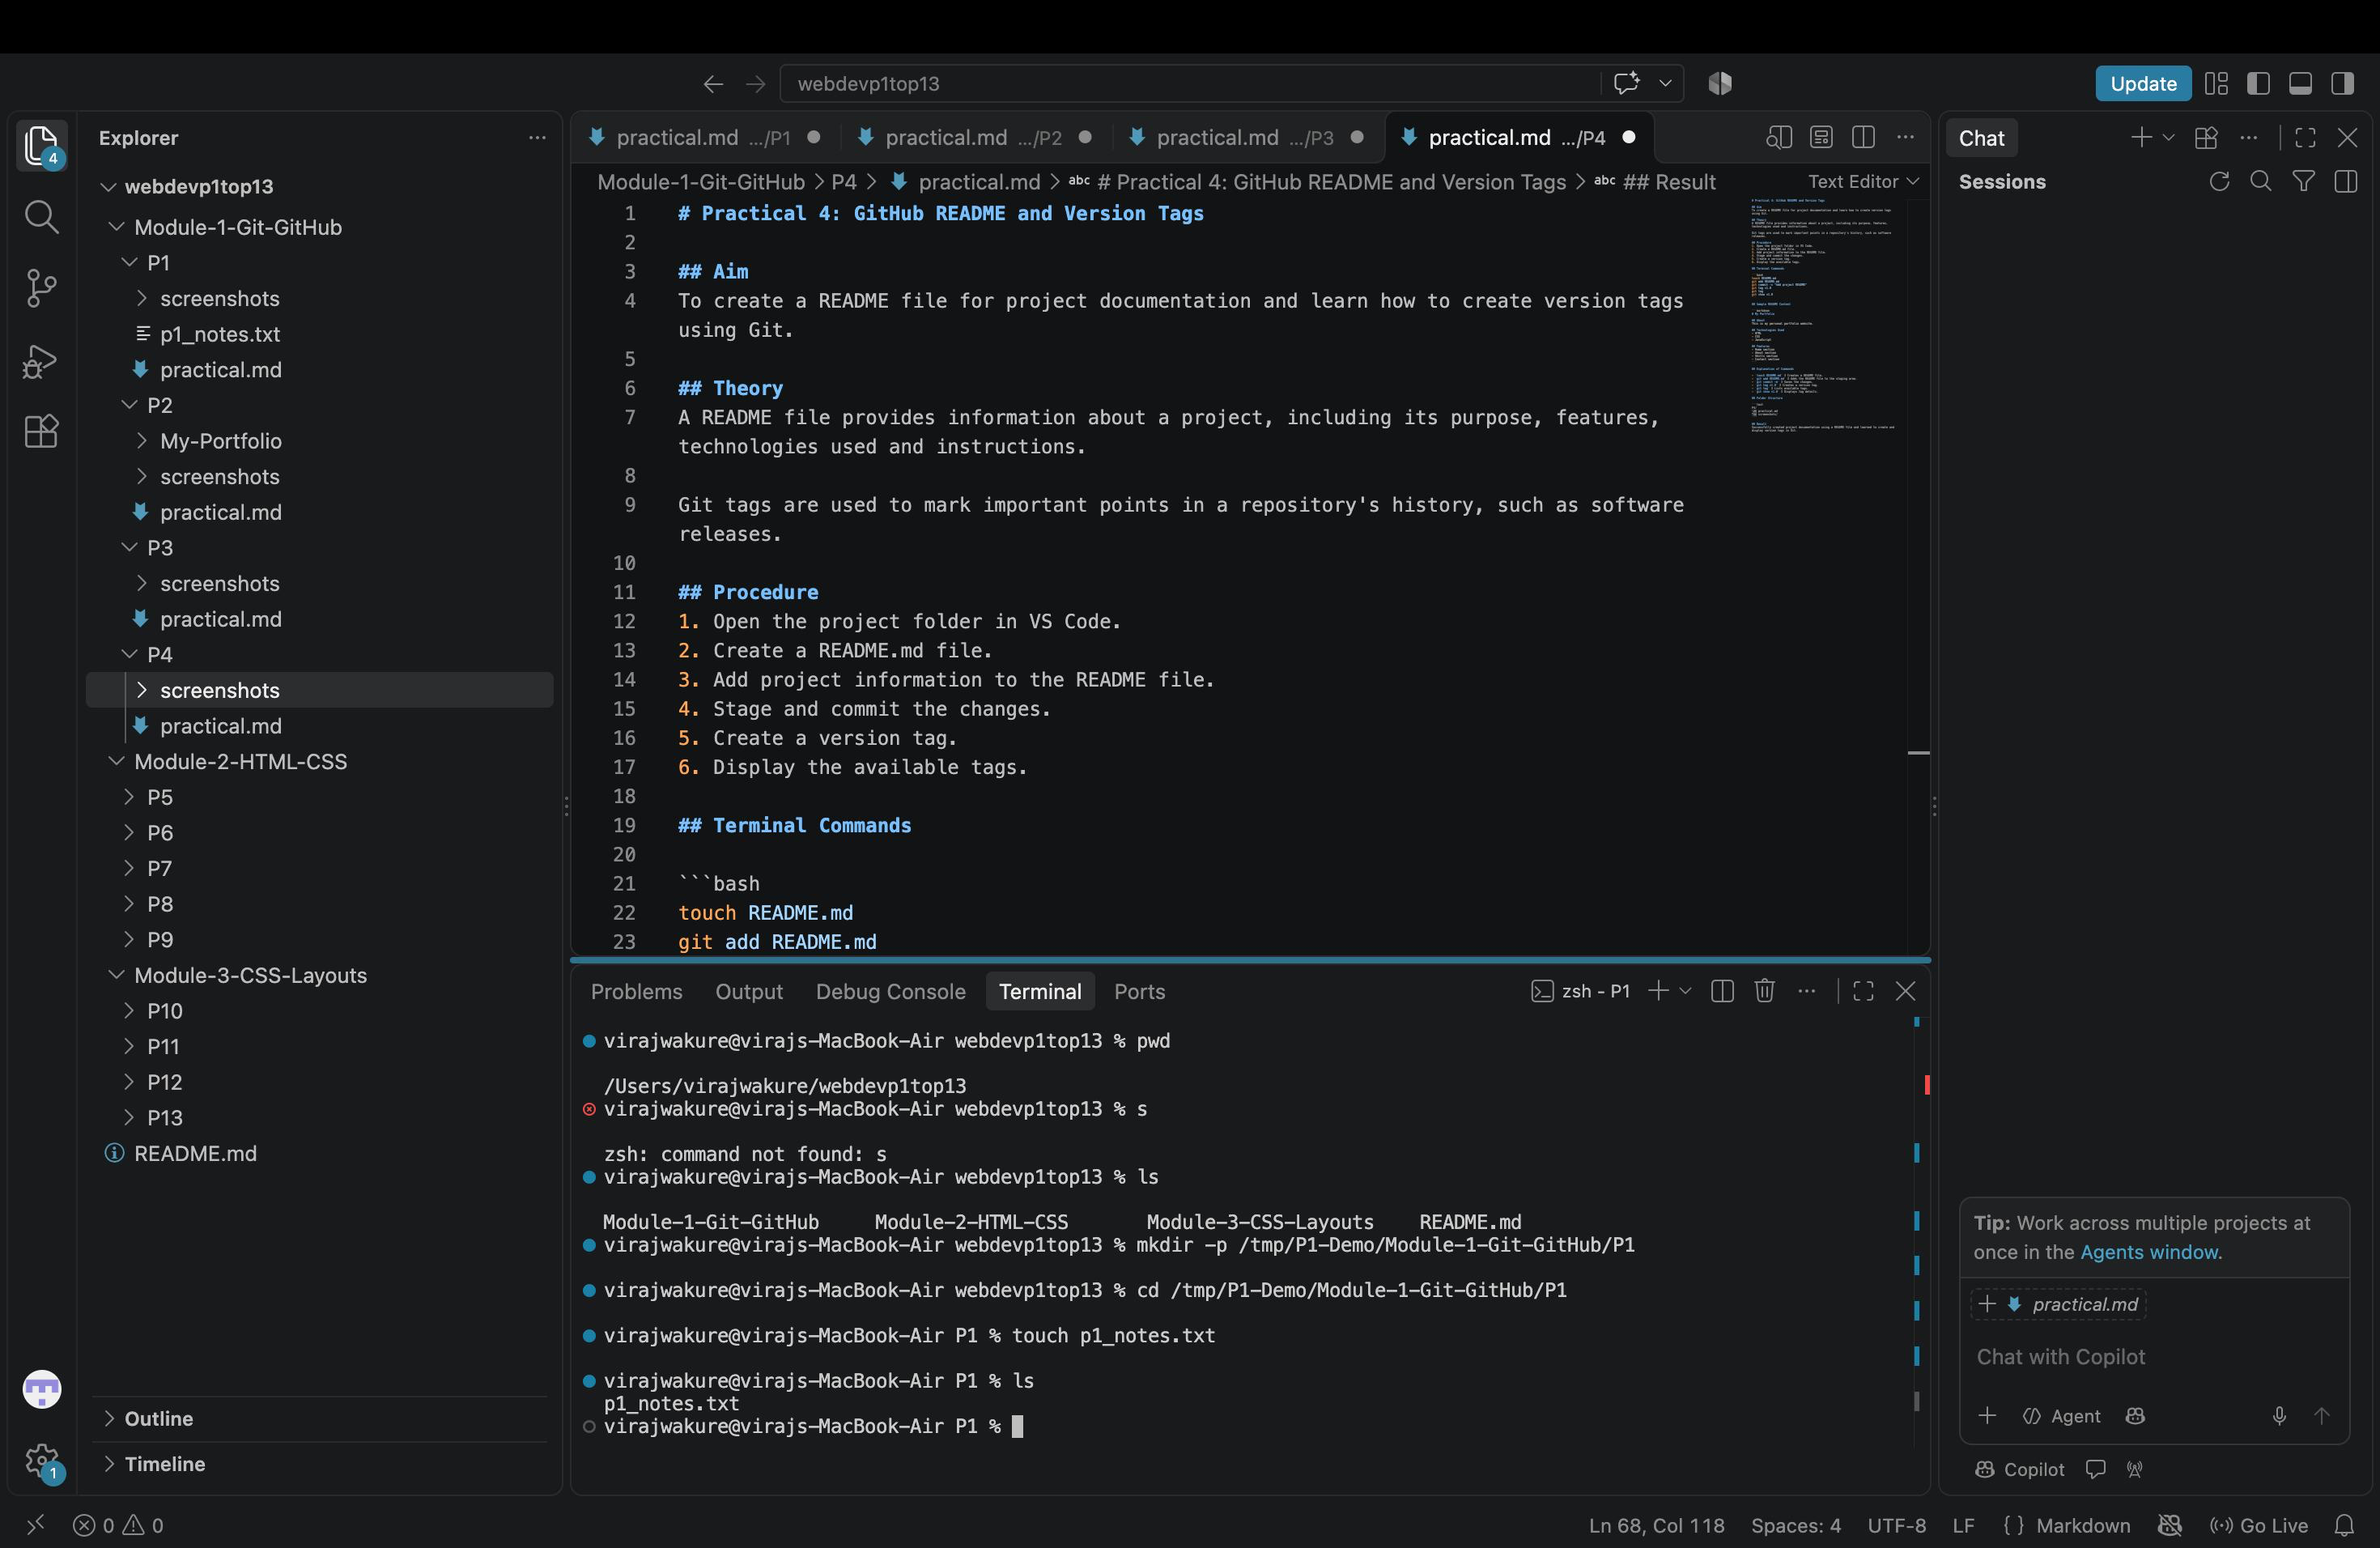 webdevp1top13
Update
Explorer
webdevp1top13
Module-1-Git-GitHub
P1
screenshots
p1_notes.txt
practical.md
P2
My-Portfolio
screenshots
practical.md
P3
screenshots
practical.md
P4
screenshots
practical.md
Module-2-HTML-CSS
P5
P6
P7
P8
P9
Module-3-CSS-Layouts
P10
P11
P12
P13
README.md
Outline
Timeline
4
1
practical.md .../P1
practical.md .../P2
practical.md .../P3
practical.md .../P4
Module-1-Git-GitHub > P4 > practical.md > abc # Practical 4: GitHub README and Version Tags > abc ## Result
Text Editor
1 # Practical 4: GitHub README and Version Tags
2
3 ## Aim
4 To create a README file for project documentation and learn how to create version tags
using Git.
5
6 ## Theory
7 A README file provides information about a project, including its purpose, features,
technologies used and instructions.
8
9 Git tags are used to mark important points in a repository's history, such as software
releases.
10
11 ## Procedure
12 1. Open the project folder in VS Code.
13 2. Create a README.md file.
14 3. Add project information to the README file.
15 4. Stage and commit the changes.
16 5. Create a version tag.
17 6. Display the available tags.
18
19 ## Terminal Commands
20
21 ```bash
22 touch README.md
23 git add README.md
Problems Output Debug Console Terminal Ports
zsh - P1
virajwakure@virajs-MacBook-Air webdevp1top13 % pwd
/Users/virajwakure/webdevp1top13
virajwakure@virajs-MacBook-Air webdevp1top13 % s
zsh: command not found: s
virajwakure@virajs-MacBook-Air webdevp1top13 % ls
Module-1-Git-GitHub Module-2-HTML-CSS Module-3-CSS-Layouts README.md
virajwakure@virajs-MacBook-Air webdevp1top13 % mkdir -p /tmp/P1-Demo/Module-1-Git-GitHub/P1
virajwakure@virajs-MacBook-Air webdevp1top13 % cd /tmp/P1-Demo/Module-1-Git-GitHub/P1
virajwakure@virajs-MacBook-Air P1 % touch p1_notes.txt
virajwakure@virajs-MacBook-Air P1 % ls
p1_notes.txt
virajwakure@virajs-MacBook-Air P1 %
Chat
Sessions
Tip: Work across multiple projects at
once in the Agents window.
practical.md
Chat with Copilot
Agent
Copilot
0 0
Ln 68, Col 118 Spaces: 4 UTF-8 LF { } Markdown Go Live